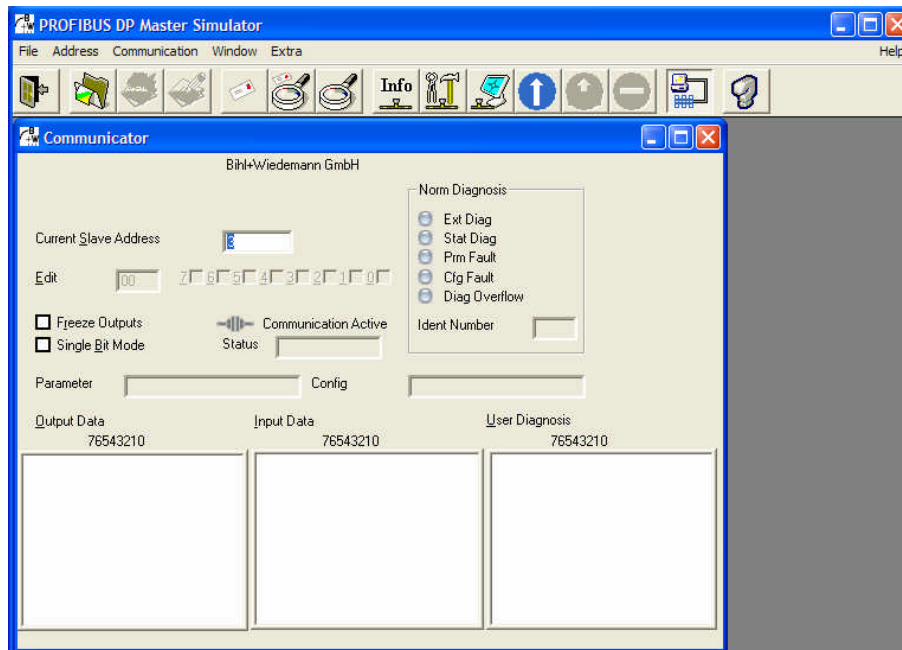 PROFIBUS DP Master Simulator
File Address Communication Window Extra Help
Info
Communicator
Bihl+Wiedemann GmbH
Norm Diagnosis
Ext Diag
Current Slave Address 3 Stat Diag
Prm Fault
Edit 00 7 6 5 4 3 2 1 0 Cfg Fault
Diag Overflow
Freeze Outputs Communication Active Ident Number
Single Bit Mode Status
Parameter Config
Output Data Input Data User Diagnosis
76543210 76543210 76543210